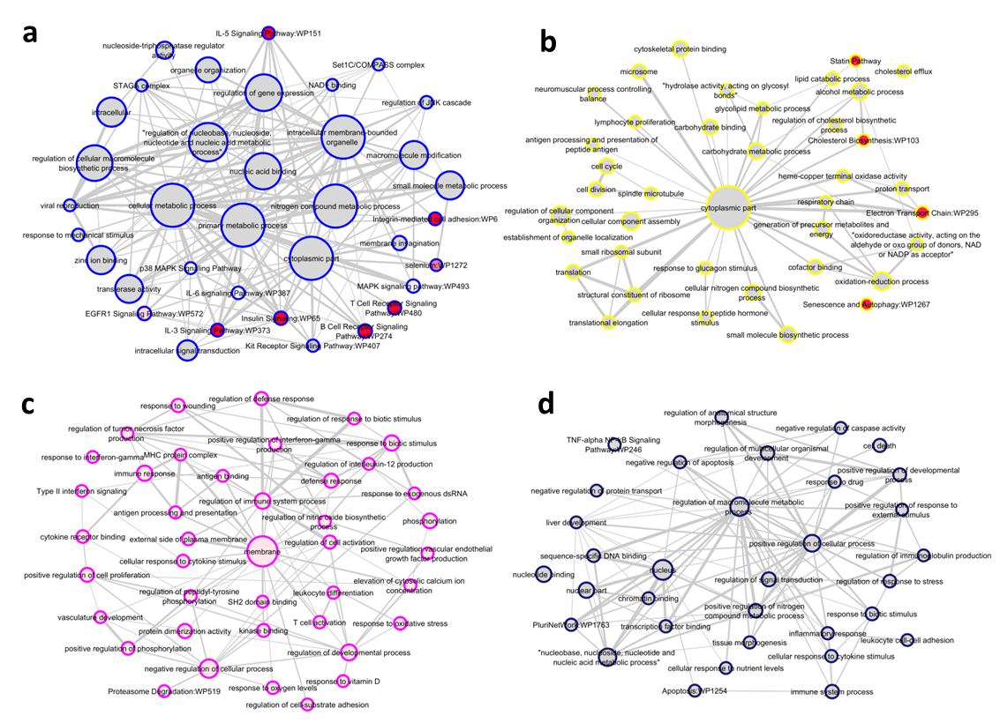 a
IL-5 Signaling Pathway:WP151
nucleoside-triphosphatase regulator
activity
organelle organization
Set1C/COMPASS complex
STAGA complex
regulation of gene expression
NAD+ binding
regulation of JNK cascade
intracellular
"regulation of nucleobase, nucleoside,
nucleotide and nucleic acid metabolic
process"
intracellular membrane-bounded
organelle
regulation of cellular macromolecule
biosynthetic process
nucleic acid binding
macromolecule modification
small molecule metabolic process
viral reproduction
cellular metabolic process
nitrogen compound metabolic process
Integrin-mediated cell adhesion:WP6
primary metabolic process
response to mechanical stimulus
membrane invagination
zinc ion binding
cytoplasmic part
selenium:WP1272
p38 MAPK Signaling Pathway
transferase activity
IL-6 signaling Pathway:WP387
MAPK signaling pathway:WP493
T Cell Receptor Signaling
Pathway:WP480
EGFR1 Signaling Pathway:WP572
Insulin Signaling:WP65
IL-3 Signaling Pathway:WP373
B Cell Receptor Signaling
Pathway:WP274
Kit Receptor Signaling Pathway:WP407
intracellular signal transduction
b
cytoskeletal protein binding
Statin Pathway
microsome
cholesterol efflux
lipid catabolic process
neuromuscular process controlling
balance
"hydrolase activity, acting on glycosyl
bonds"
alcohol metabolic process
glycolipid metabolic process
lymphocyte proliferation
carbohydrate binding
regulation of cholesterol biosynthetic
process
antigen processing and presentation of
peptide antigen
Cholesterol Biosynthesis:WP103
carbohydrate metabolic process
cell cycle
heme-copper terminal oxidase activity
cell division
spindle microtubule
proton transport
cytoplasmic part
respiratory chain
regulation of cellular component
organization
cellular component assembly
Electron Transport Chain:WP295
generation of precursor metabolites and
energy
establishment of organelle localization
"oxidoreductase activity, acting on the
aldehyde or oxo group of donors, NAD
or NADP as acceptor"
small ribosomal subunit
response to glucagon stimulus
cofactor binding
translation
oxidation-reduction process
structural constituent of ribosome
cellular nitrogen compound biosynthetic
process
Senescence and Autophagy:WP1267
translational elongation
cellular response to peptide hormone
stimulus
small molecule biosynthetic process
c
response to wounding
regulation of defense response
regulation of response to biotic stimulus
regulation of tumor necrosis factor
production
positive regulation of interferon-gamma
production
response to biotic stimulus
response to interferon-gamma
MHC protein complex
regulation of interleukin-12 production
immune response
antigen binding
defense response
Type II interferon signaling
response to exogenous dsRNA
regulation of immune system process
antigen processing and presentation
regulation of nitric oxide biosynthetic
process
phosphorylation
cytokine receptor binding
external side of plasma membrane
regulation of cell activation
membrane
positive regulation vascular endothelial
growth factor production
cellular response to cytokine stimulus
positive regulation of cell proliferation
elevation of cytosolic calcium ion
concentration
regulation of peptidyl-tyrosine
phosphorylation
leukocyte differentiation
SH2 domain binding
vasculature development
T cell activation
response to oxidative stress
protein dimerization activity
kinase binding
positive regulation of phosphorylation
regulation of developmental process
negative regulation of cellular process
response to vitamin D
Proteasome Degradation:WP519
response to oxygen levels
regulation of cell-substrate adhesion
d
regulation of anatomical structure
morphogenesis
negative regulation of caspase activity
TNF-alpha NF-kB Signaling
Pathway:WP246
regulation of multicellular organismal
development
cell death
negative regulation of apoptosis
positive regulation of developmental
process
response to drug
negative regulation of protein transport
regulation of macromolecule metabolic
process
positive regulation of response to
external stimulus
liver development
positive regulation of cellular process
sequence-specific DNA binding
regulation of immunoglobulin production
nucleotide binding
nucleus
regulation of signal transduction
regulation of response to stress
nuclear part
chromatin binding
positive regulation of nitrogen
compound metabolic process
response to biotic stimulus
PluriNetWork:WP1763
transcription factor binding
inflammatory response
leukocyte cell-cell adhesion
tissue morphogenesis
"nucleobase, nucleoside, nucleotide and
nucleic acid metabolic process"
cellular response to cytokine stimulus
cellular response to nutrient levels
Apoptosis:WP1254
immune system process